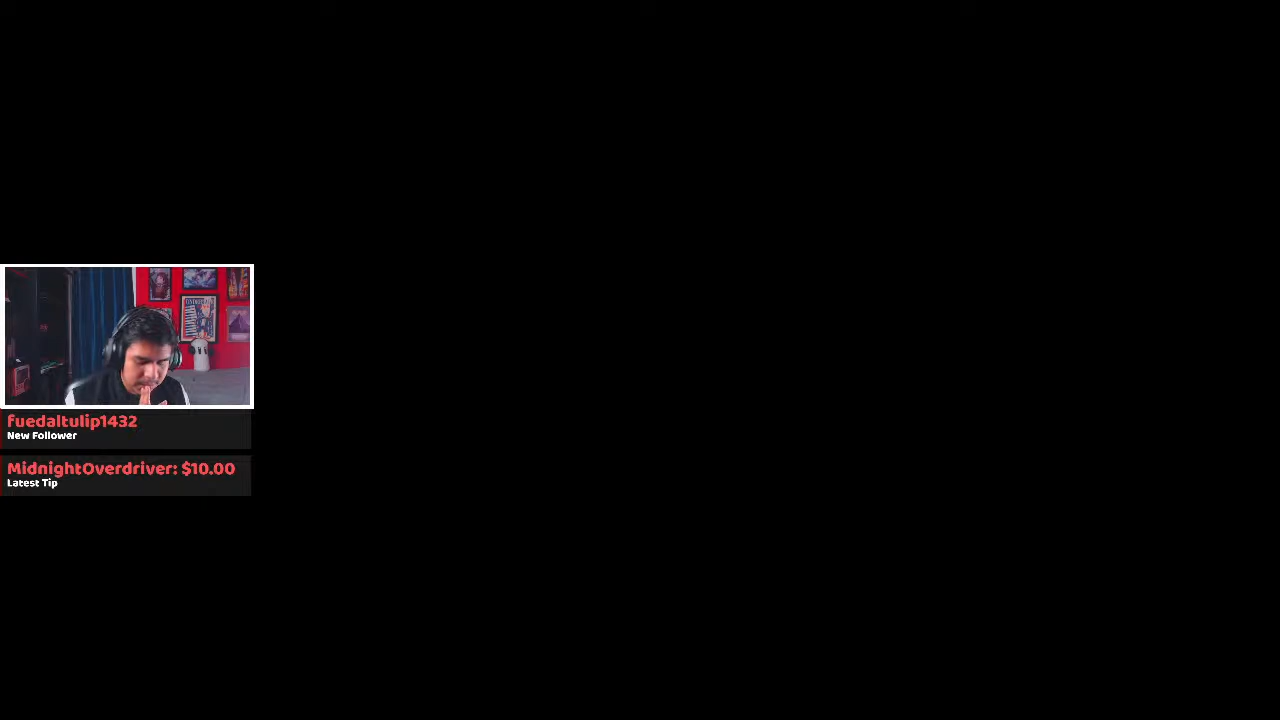 fuedaltulip1432
New Follower
MidnightOverdriver: $10.00
Latest Tip